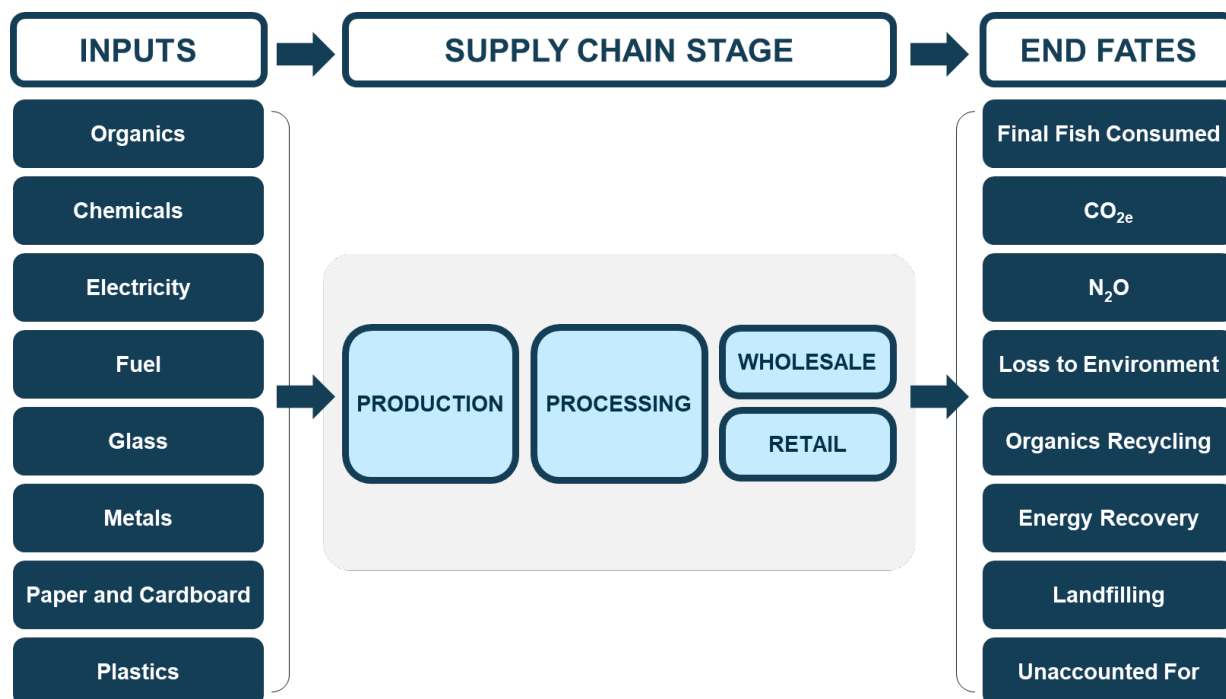 INPUTS
SUPPLY CHAIN STAGE
END FATES
Organics
Chemicals
Electricity
Fuel
Glass
Metals
Paper and Cardboard
Plastics
PRODUCTION
PROCESSING
WHOLESALE
RETAIL
Final Fish Consumed
CO₂ₑ
N₂O
Loss to Environment
Organics Recycling
Energy Recovery
Landfilling
Unaccounted For